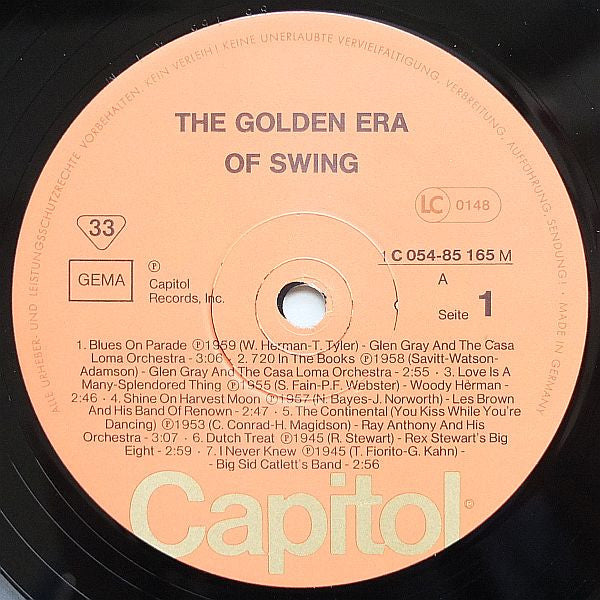 ALLE URHEBER- UND LEISTUNGSSCHUTZRECHTE VORBEHALTEN. KEIN VERLEIH! KEINE UNERLAUBTE VERVIELFÄLTIGUNG, VERBREITUNG, AUFFÜHRUNG, SENDUNG! · MADE IN GERMANY
THE GOLDEN ERA
OF SWING
33
LC 0148
GEMA
℗
Capitol
Records, Inc.
1 C 054-85 165 M
A
Seite 1
1. Blues On Parade ℗1959 (W. Herman-T. Tyler) - Glen Gray And The Casa
Loma Orchestra - 3:06 - 2. 720 In The Books ℗1958 (Savitt-Watson-
Adamson) - Glen Gray And The Casa Loma Orchestra - 2:55 - 3. Love Is A
Many-Splendored Thing ℗1955 (S. Fain-P.F. Webster) - Woody Herman -
- 2:46 - 4. Shine On Harvest Moon ℗1957 (N. Bayes-J. Norworth) - Les Brown
And His Band Of Renown - 2:47 - 5. The Continental (You Kiss While You're
Dancing) ℗1953 (C. Conrad-H. Magidson) - Ray Anthony And His
Orchestra - 3:07 - 6. Dutch Treat ℗1945 (R. Stewart) - Rex Stewart's Big
Eight - 2:59 - 7. I Never Knew ℗1945 (T. Fiorito-G. Kahn) -
- Big Sid Catlett's Band - 2:56
Capitol ©